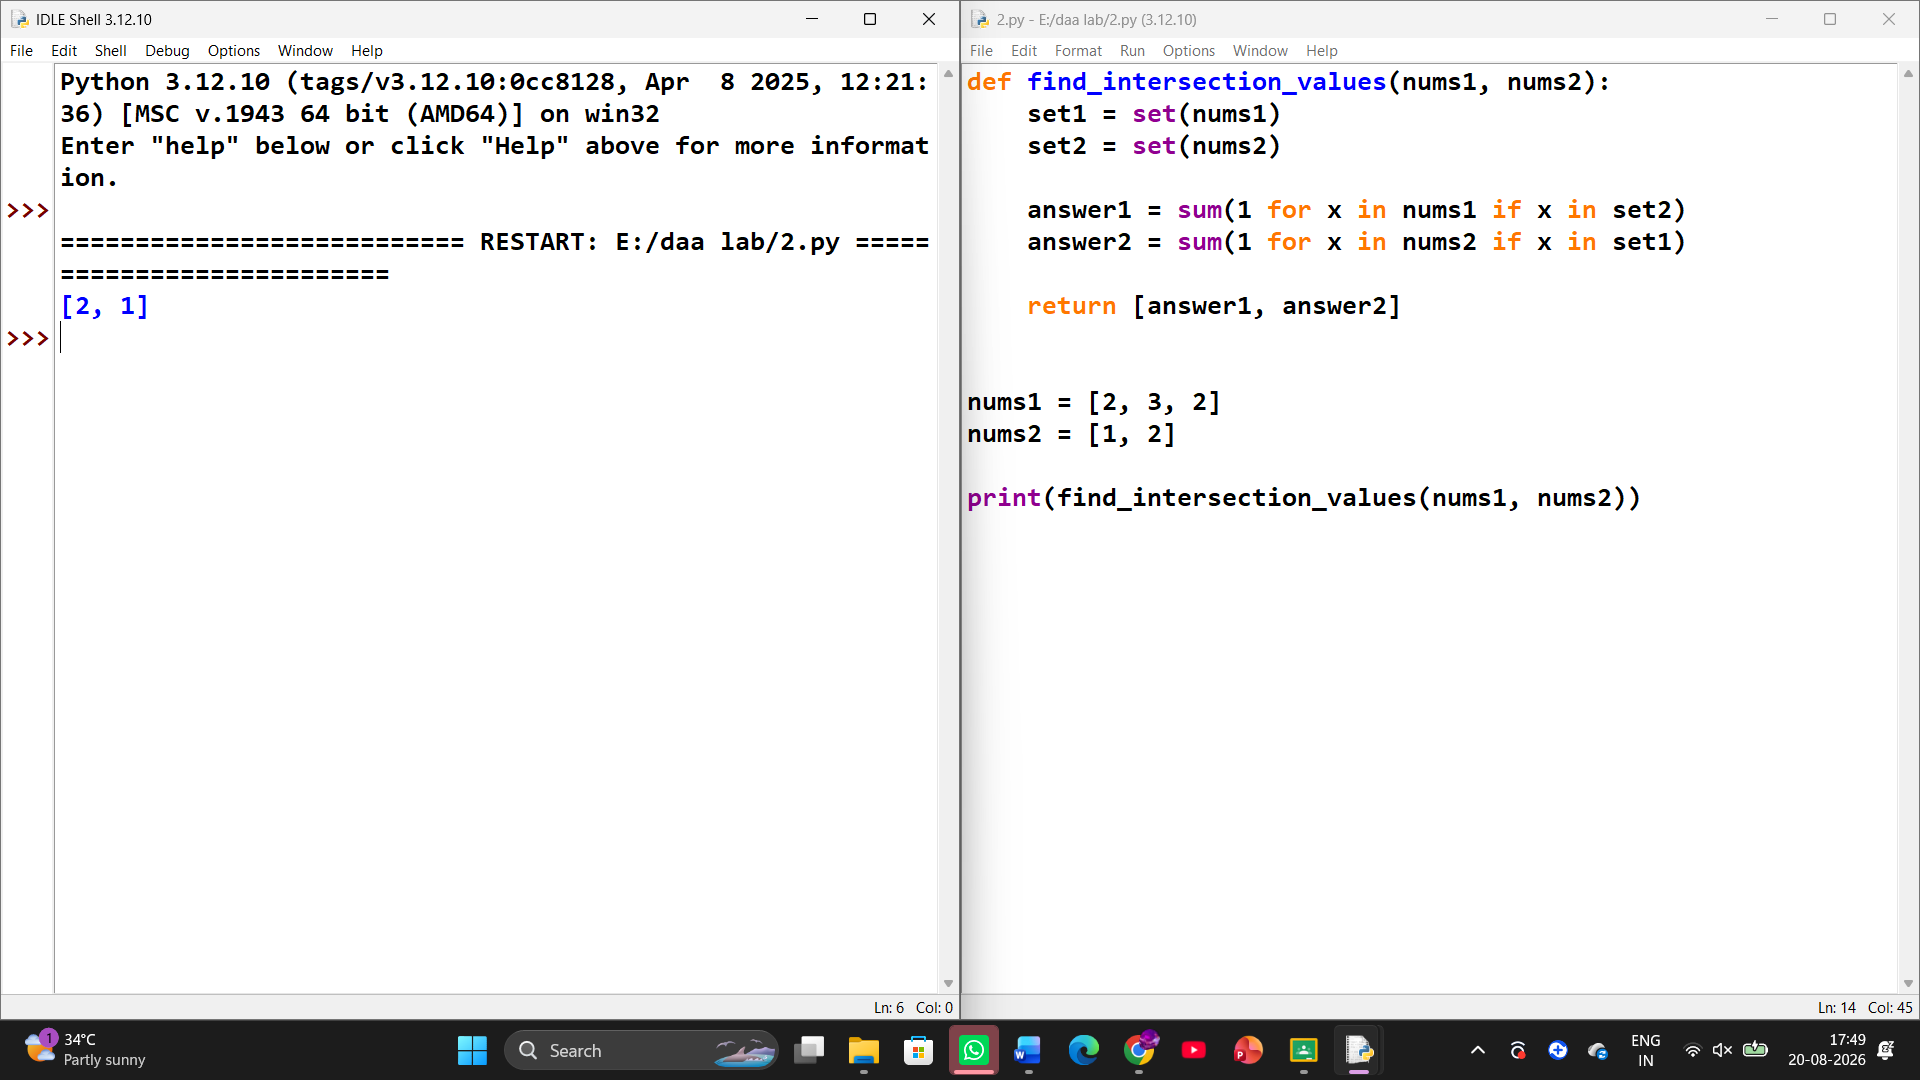 IDLE Shell 3.12.10
File Edit Shell Debug Options Window Help
Python 3.12.10 (tags/v3.12.10:0cc8128, Apr  8 2025, 12:21:
36) [MSC v.1943 64 bit (AMD64)] on win32
Enter "help" below or click "Help" above for more informat
ion.
>>>
=========================== RESTART: E:/daa lab/2.py =====
======================
[2, 1]
>>>
Ln: 6 Col: 0
2.py - E:/daa lab/2.py (3.12.10)
File Edit Format Run Options Window Help
def find_intersection_values(nums1, nums2):
    set1 = set(nums1)
    set2 = set(nums2)

    answer1 = sum(1 for x in nums1 if x in set2)
    answer2 = sum(1 for x in nums2 if x in set1)

    return [answer1, answer2]


nums1 = [2, 3, 2]
nums2 = [1, 2]

print(find_intersection_values(nums1, nums2))
Ln: 14 Col: 45
1
34°C
Partly sunny
Search
ENG
IN
17:49
20-08-2026